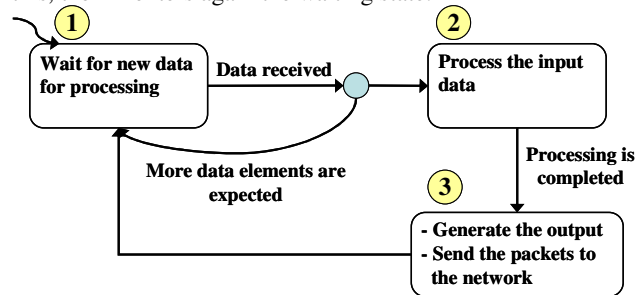 1
2
Wait for new data
for processing
Data received
Process the input
data
More data elements are
expected
Processing is
completed
3
- Generate the output
- Send the packets to
the network